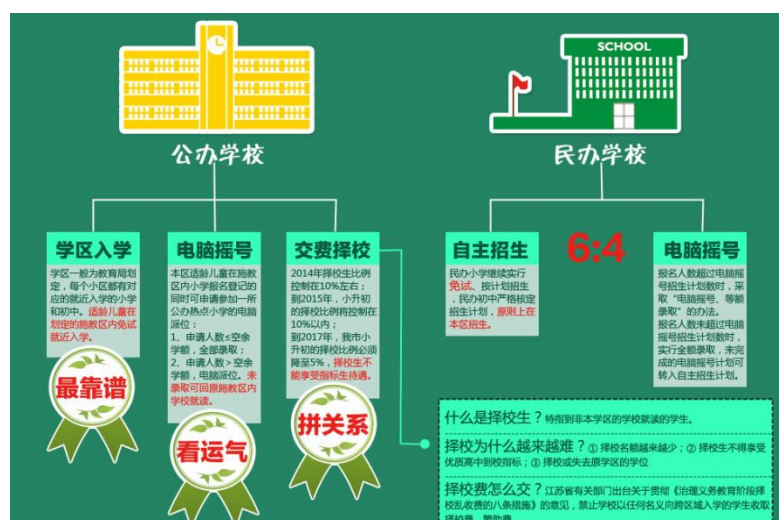 SCHOOL
公办学校
民办学校
学区入学
学区一般为教育局划
定，每个小区都有对
应的就近入学的小学
和初中。适龄儿童在
划定的施教区内免试
就近入学。
最靠谱
电脑摇号
本区适龄儿童在施教
区内小学报名登记的
同时可申请参加一所
公办热点小学的电脑
派位：
1、申请人数≤空余
学额，全部录取；
2、申请人数＞空余
学额，电脑派位。未
录取可回原施教区内
学校就读。
看运气
交费择校
2014年择校生比例
控制在10%左右；
到2015年，小升初
的择校比例将控制在
10%以内；
到2017年，我市小
升初的择校比例必须
降至5%，择校生不
能享受指标生待遇。
拼关系
自主招生
民办小学继续实行
免试、按计划招生
，民办初中严格核定
招生计划，原则上在
本区招生。
6:4
电脑摇号
报名人数超过电脑摇
号招生计划数时，采
取“电脑摇号、等额
录取”的办法。
报名人数未超过电脑
摇号招生计划数时，
实行全额录取，未完
成的电脑摇号计划可
转入自主招生计划。
什么是择校生？特指到非本学区的学校就读的学生。
择校为什么越来越难？① 择校名额越来越少；② 择校生不得享受
优质高中到校指标；③ 择校或失去原学区的学位
择校费怎么交？江苏省有关部门出台关于贯彻《治理义务教育阶段择
校乱收费的八条措施》的意见，禁止学校以任何名义向跨区域入学的学生收取
择校费、赞助费